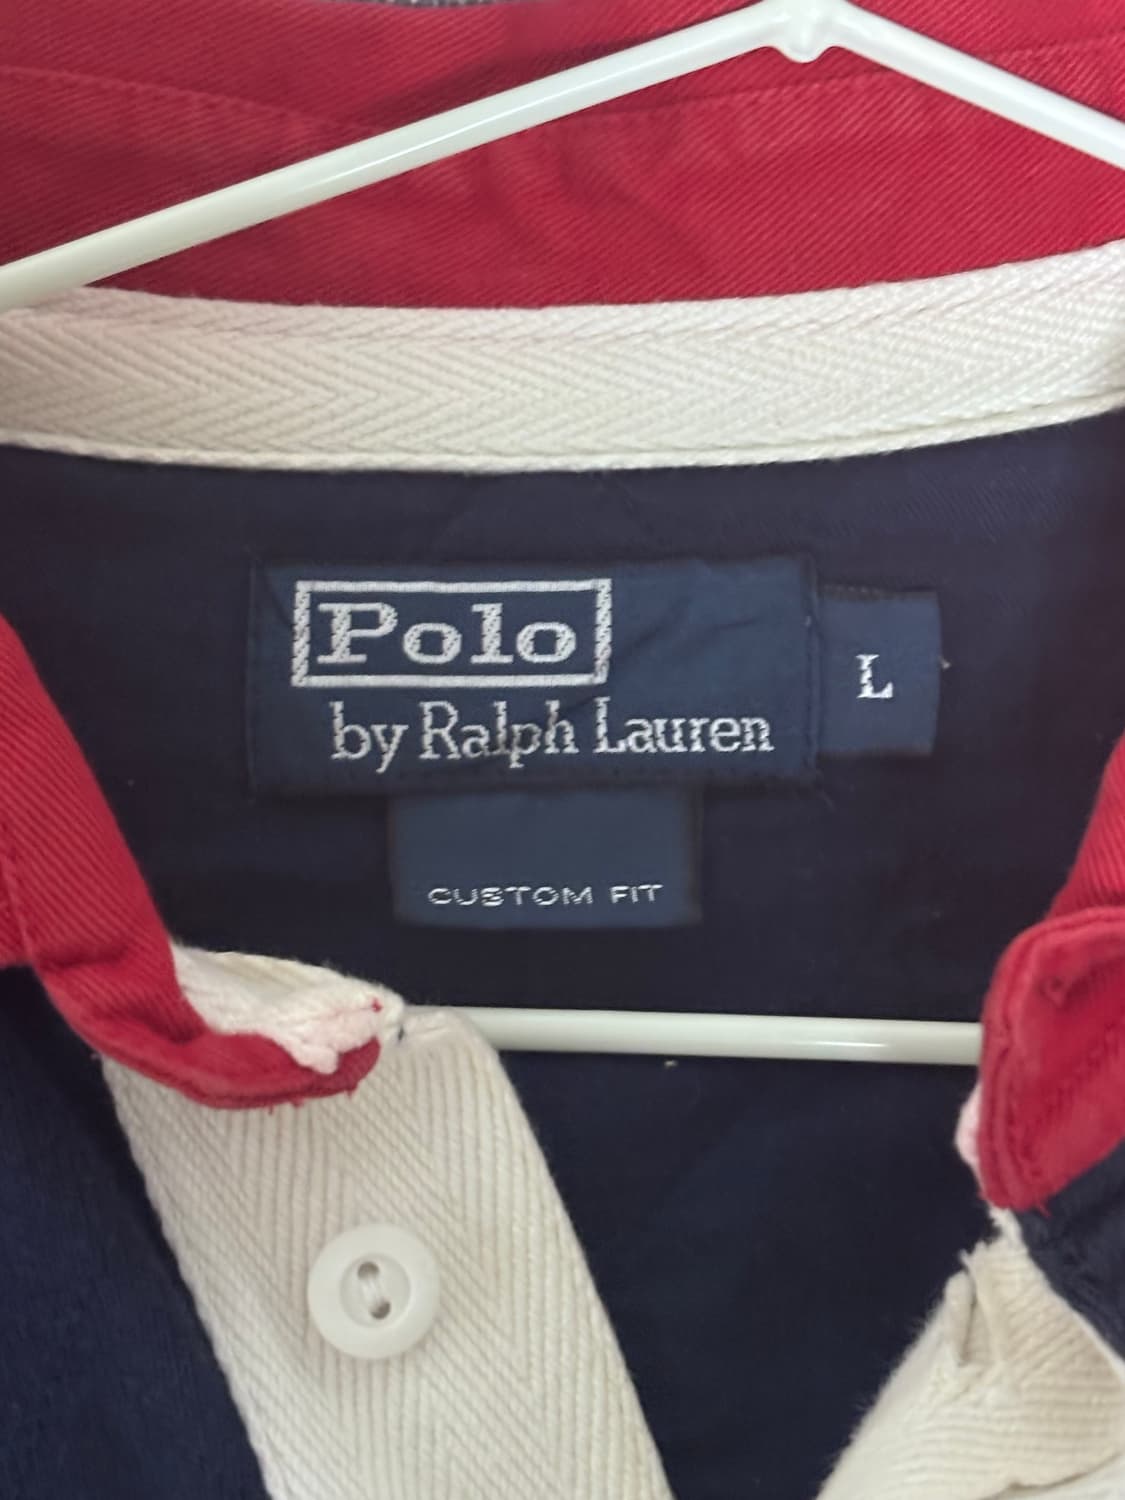 Polo
by Ralph Lauren
L
CUSTOM FIT